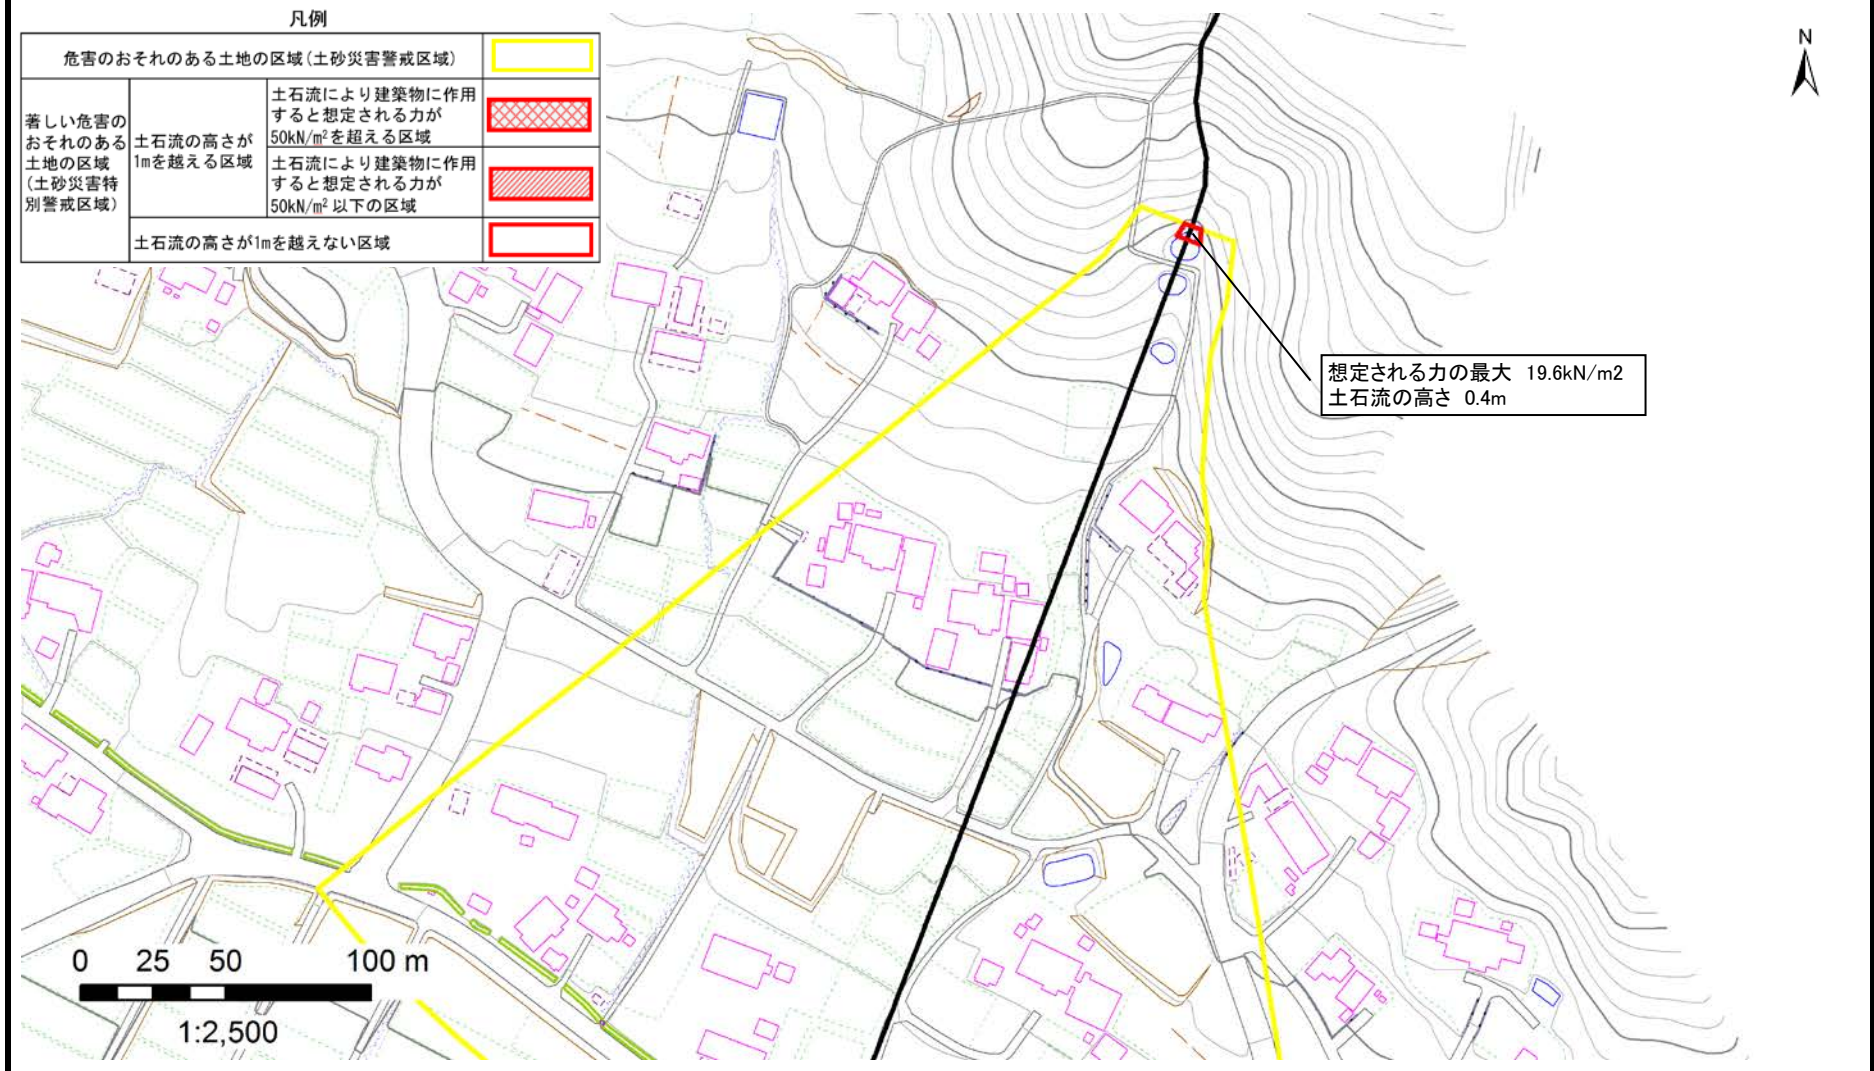 凡例
危害のおそれのある土地の区域(土砂災害警戒区域)
著しい危害の
おそれのある
土地の区域
(土砂災害特
別警戒区域)
土石流の高さが
1mを越える区域
土石流により建築物に作用
すると想定される力が
50kN/m²を超える区域
土石流により建築物に作用
すると想定される力が
50kN/m² 以下の区域
土石流の高さが1mを越えない区域
N
想定される力の最大 19.6kN/m2
土石流の高さ 0.4m
0 25 50 100 m
1:2,500